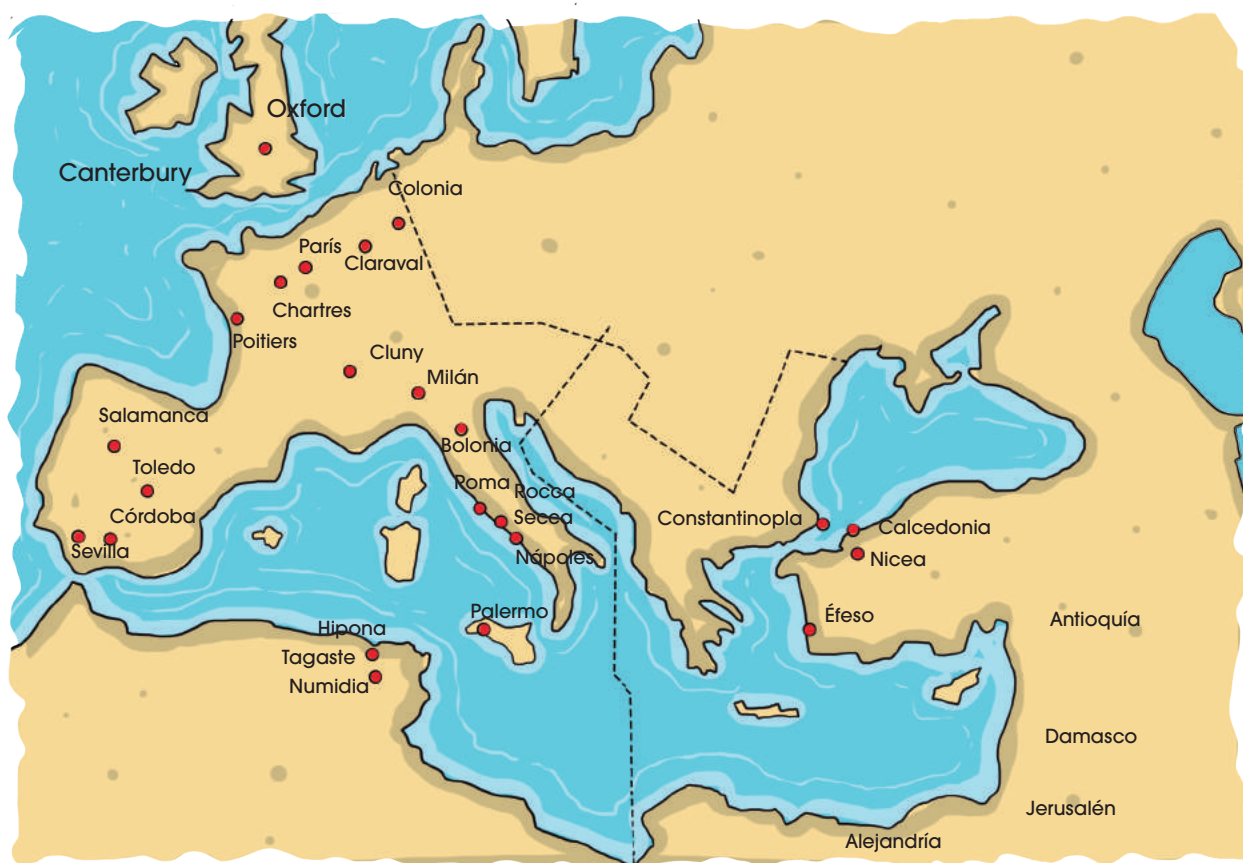 Oxford
Canterbury
Colonia
París
Claraval
Chartres
Poitiers
Cluny
Milán
Salamanca
Bolonia
Toledo
Roma
Rocca
Secea
Córdoba
Constantinopla
Calcedonia
Sevilla
Nápoles
Nicea
Palermo
Éfeso
Antioquía
Hipona
Tagaste
Numidia
Damasco
Jerusalén
Alejandría